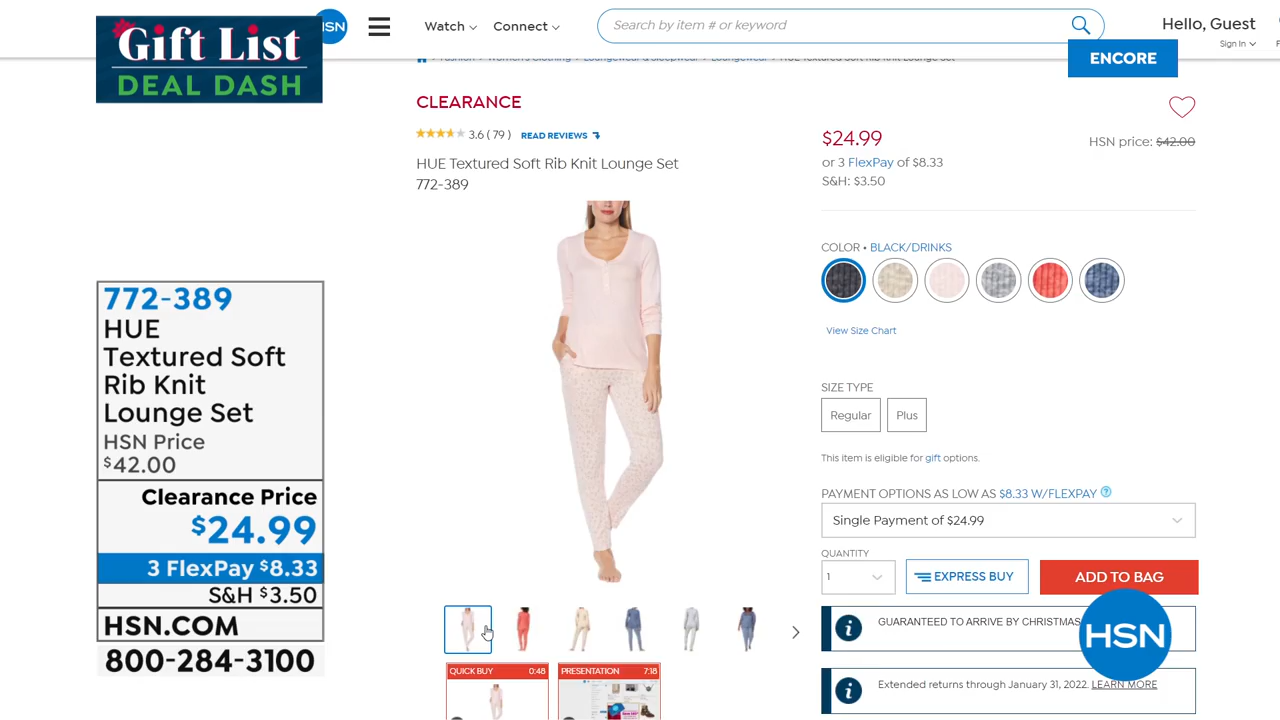 Gift List
DEAL DASH
Watch
Connect
Search by item # or keyword
Hello, Guest
Sign In
ENCORE
CLEARANCE
3.6 ( 79 ) READ REVIEWS
HUE Textured Soft Rib Knit Lounge Set
772-389
$24.99
HSN price: $42.00
or 3 FlexPay of $8.33
S&H: $3.50
COLOR • BLACK/DRINKS
View Size Chart
SIZE TYPE
Regular
Plus
This item is eligible for gift options.
PAYMENT OPTIONS AS LOW AS $8.33 W/FLEXPAY
Single Payment of $24.99
QUANTITY
1
EXPRESS BUY
ADD TO BAG
GUARANTEED TO ARRIVE BY CHRISTMAS
HSN
Extended returns through January 31, 2022. LEARN MORE
QUICK BUY 0:48
PRESENTATION 7:18
772-389
HUE
Textured Soft
Rib Knit
Lounge Set
HSN Price
$42.00
Clearance Price
$24.99
3 FlexPay $8.33
S&H $3.50
HSN.COM
800-284-3100